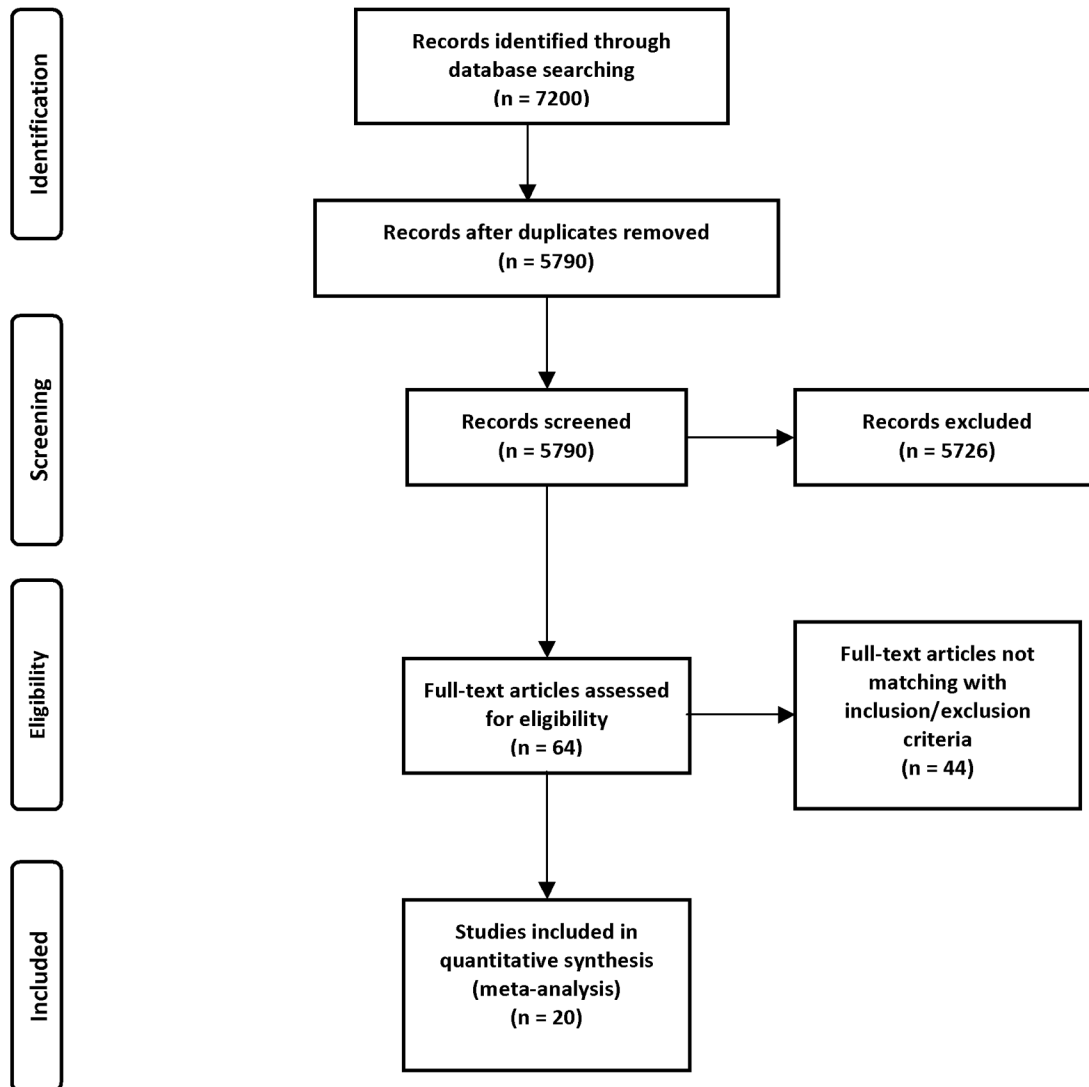 Identification
Records identified through
database searching
(n = 7200)
Records after duplicates removed
(n = 5790)
Screening
Records screened
(n = 5790)
Records excluded
(n = 5726)
Eligibility
Full-text articles assessed
for eligibility
(n = 64)
Full-text articles not
matching with
inclusion/exclusion
criteria
(n = 44)
Included
Studies included in
quantitative synthesis
(meta-analysis)
(n = 20)